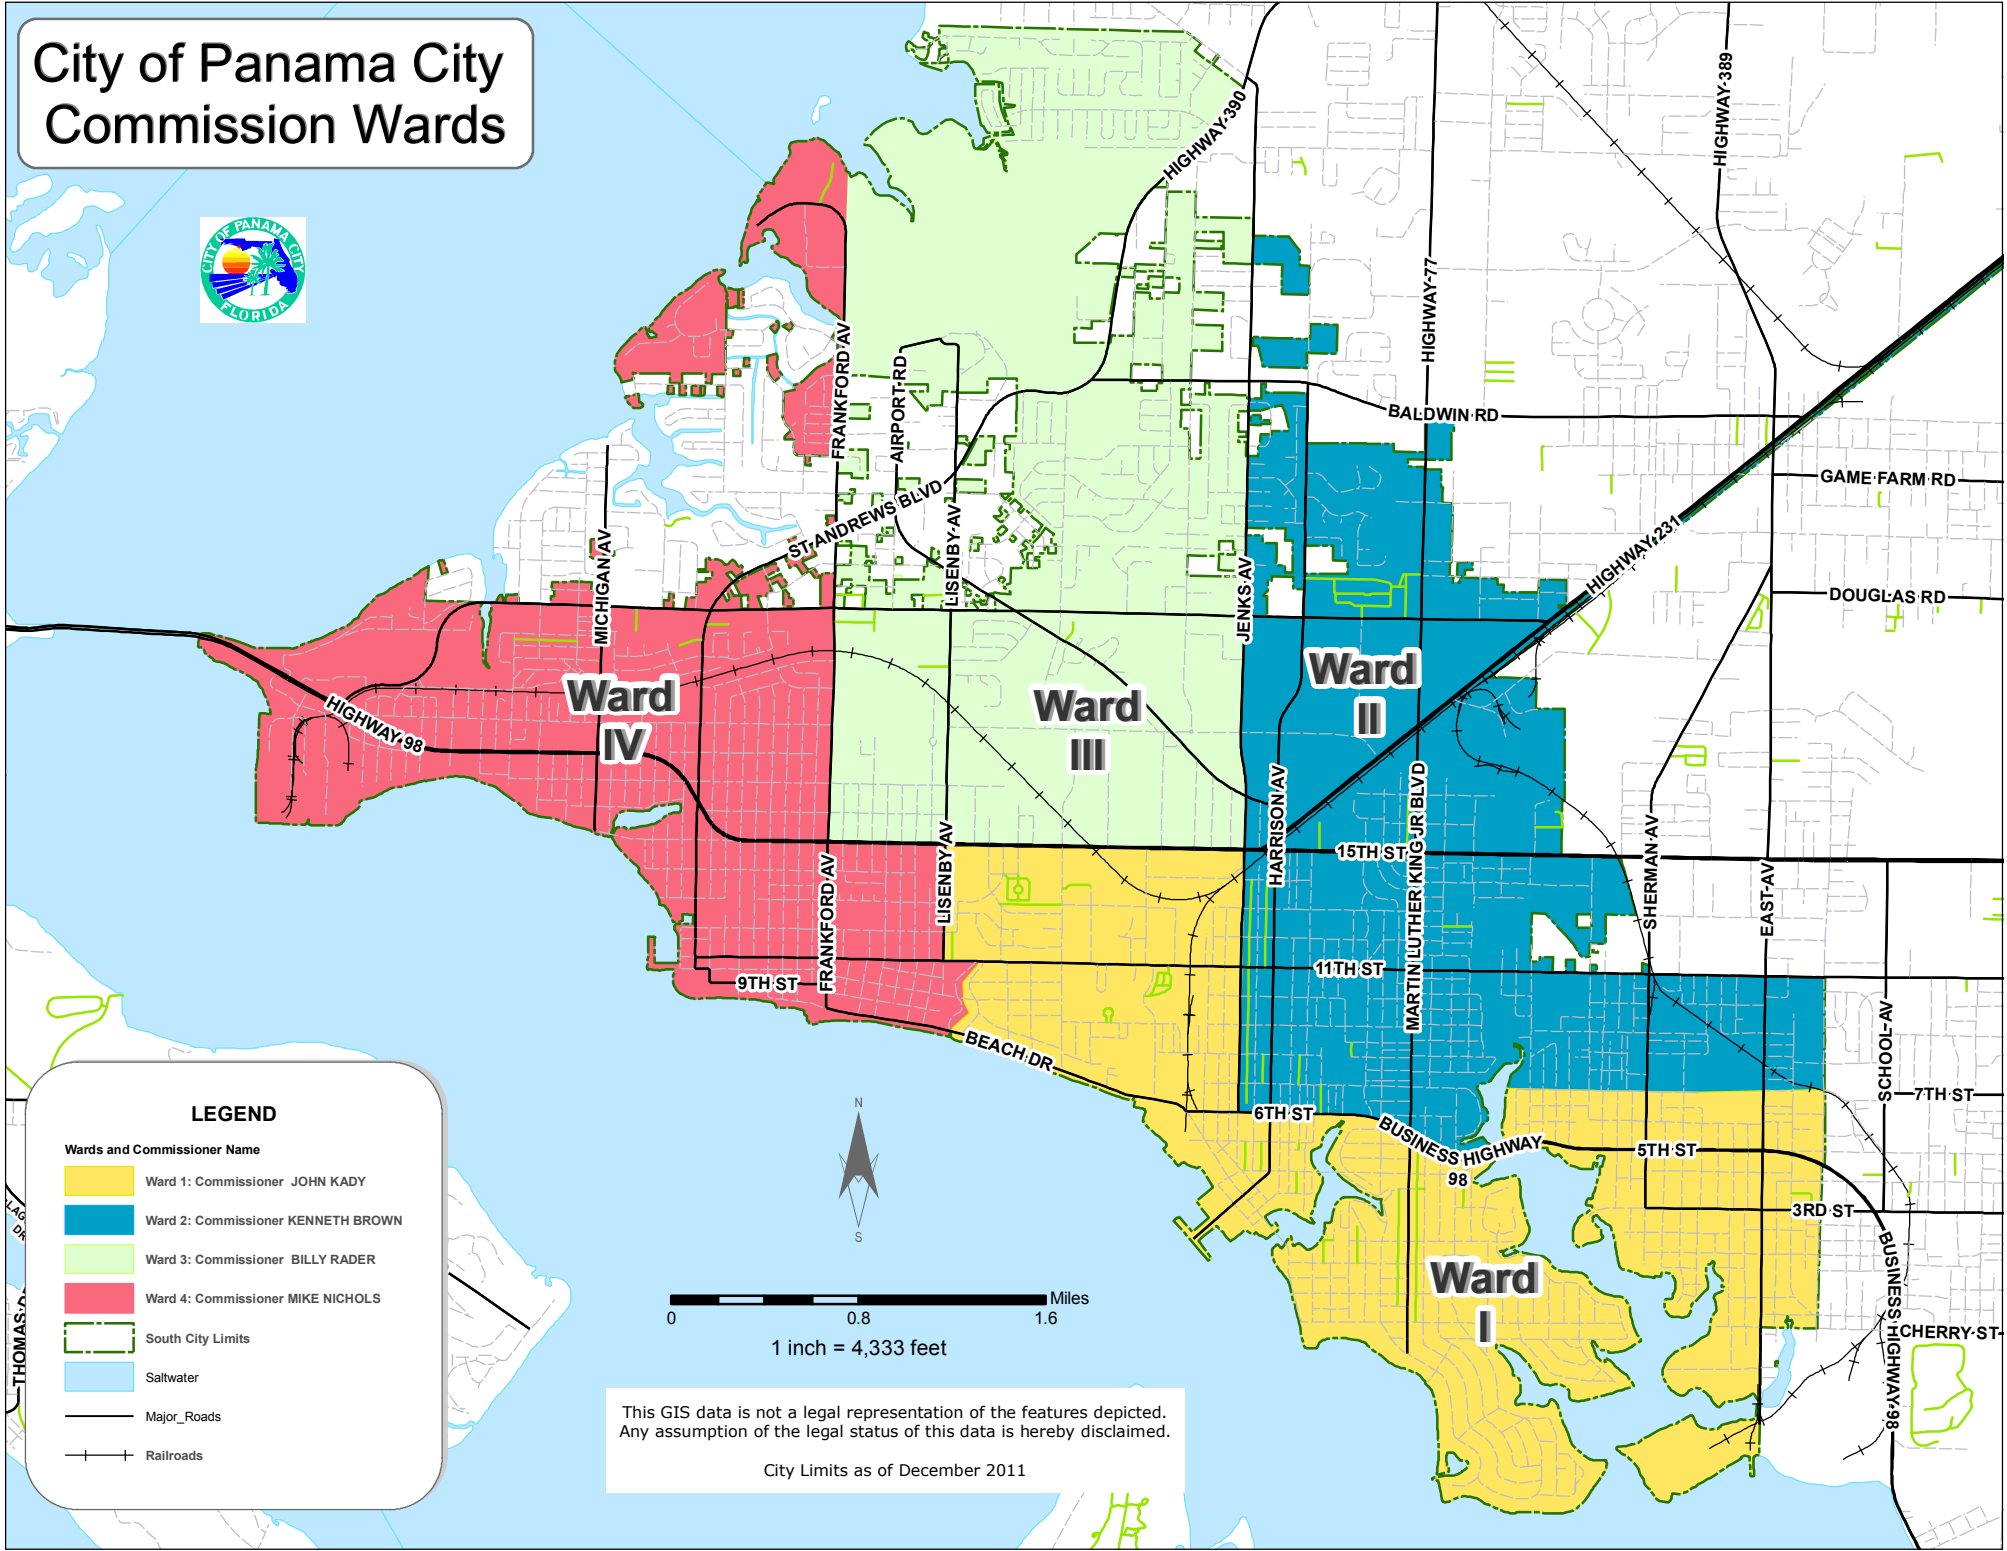 City of Panama City
Commission Wards
CITY OF PANAMA CITY
FLORIDA
HIGHWAY 390
HIGHWAY 389
HIGHWAY 77
FRANKFORD AV
AIRPORT RD
BALDWIN RD
GAME FARM RD
ST ANDREWS BLVD
LISENBY AV
MICHIGAN AV
HIGHWAY 231
JENKS AV
DOUGLAS RD
Ward
IV
Ward
III
Ward
II
HIGHWAY 98
HARRISON AV
MARTIN LUTHER KING JR BLVD
15TH ST
SHERMAN AV
EAST AV
LISENBY AV
FRANKFORD AV
9TH ST
11TH ST
BEACH DR
SCHOOL AV
7TH ST
6TH ST
BUSINESS HIGHWAY
98
5TH ST
3RD ST
BUSINESS HIGHWAY 98
CHERRY ST
Ward
I
THOMAS D
LAG
DR
LEGEND
Wards and Commissioner Name
Ward 1: Commissioner JOHN KADY
Ward 2: Commissioner KENNETH BROWN
Ward 3: Commissioner BILLY RADER
Ward 4: Commissioner MIKE NICHOLS
South City Limits
Saltwater
Major_Roads
Railroads
N
S
Miles
0 0.8 1.6
1 inch = 4,333 feet
This GIS data is not a legal representation of the features depicted.
Any assumption of the legal status of this data is hereby disclaimed.
City Limits as of December 2011